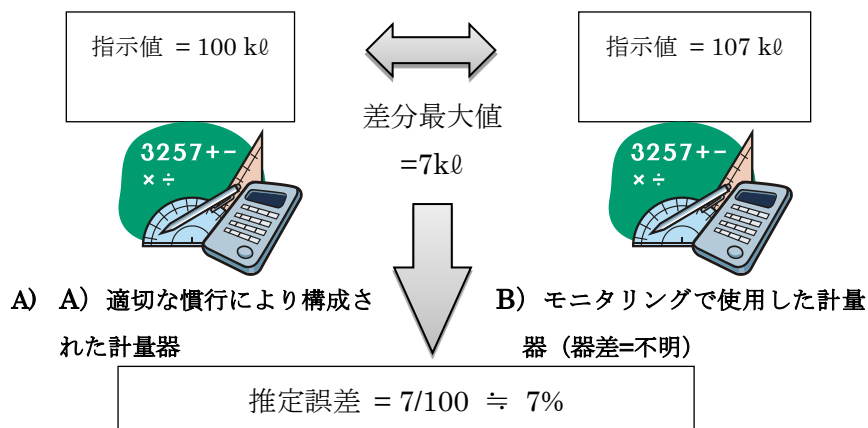 指示値 = 100 kℓ
指示値 = 107 kℓ
差分最大値
=7kℓ
3257+−
× ÷
3257+−
× ÷
A) A）適切な慣行により構成さ
れた計量器
B）モニタリングで使用した計量
器（器差=不明）
推定誤差 = 7/100 ≒ 7%